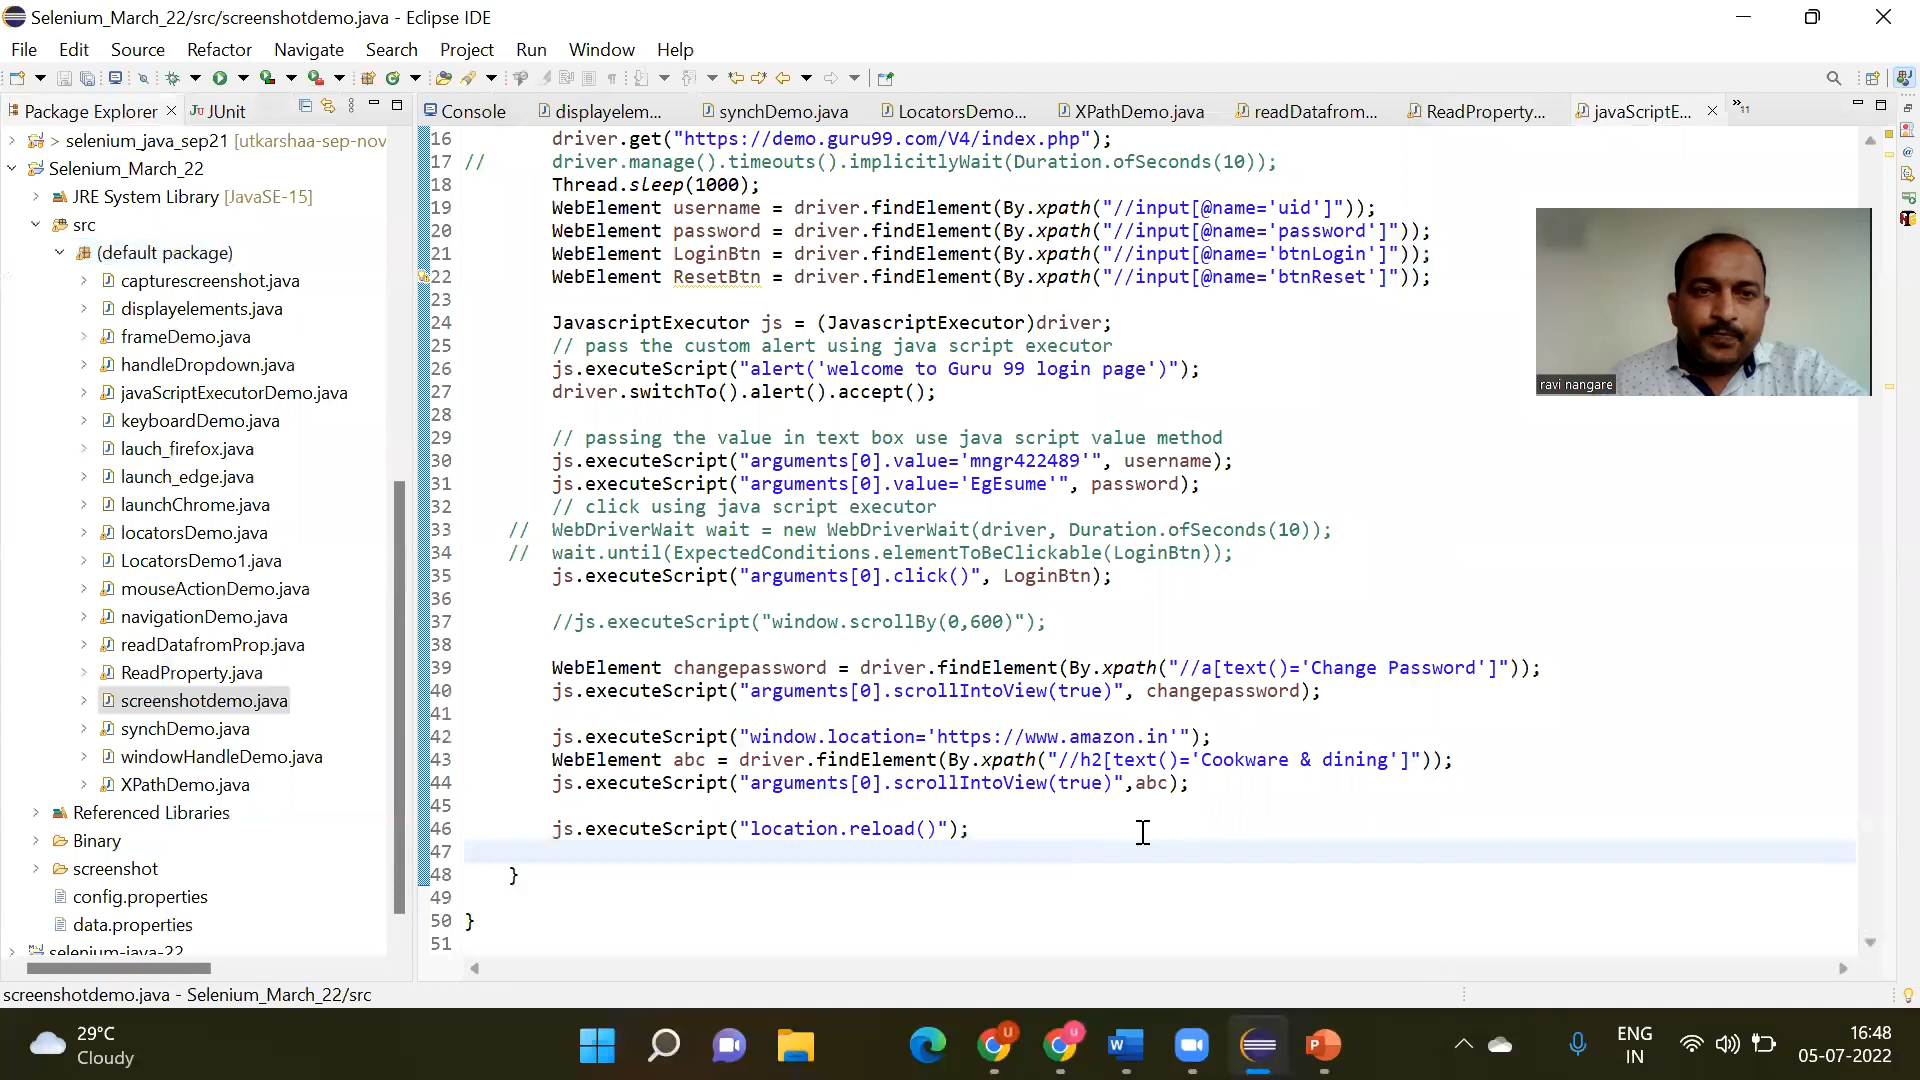 Selenium_March_22/src/screenshotdemo.java - Eclipse IDE
File Edit Source Refactor Navigate Search Project Run Window Help
Package Explorer JUnit
Console displayelem... synchDemo.java LocatorsDemo... XPathDemo.java readDatafrom... ReadProperty... javaScriptE... »11
> selenium_java_sep21 [utkarshaa-sep-nov
Selenium_March_22
JRE System Library [JavaSE-15]
src
(default package)
capturescreenshot.java
displayelements.java
frameDemo.java
handleDropdown.java
javaScriptExecutorDemo.java
keyboardDemo.java
lauch_firefox.java
launch_edge.java
launchChrome.java
locatorsDemo.java
LocatorsDemo1.java
mouseActionDemo.java
navigationDemo.java
readDatafromProp.java
ReadProperty.java
screenshotdemo.java
synchDemo.java
windowHandleDemo.java
XPathDemo.java
Referenced Libraries
Binary
screenshot
config.properties
data.properties
selenium-java-22
16 driver.get("https://demo.guru99.com/V4/index.php");
17 // driver.manage().timeouts().implicitlyWait(Duration.ofSeconds(10));
18 Thread.sleep(1000);
19 WebElement username = driver.findElement(By.xpath("//input[@name='uid']"));
20 WebElement password = driver.findElement(By.xpath("//input[@name='password']"));
21 WebElement LoginBtn = driver.findElement(By.xpath("//input[@name='btnLogin']"));
22 WebElement ResetBtn = driver.findElement(By.xpath("//input[@name='btnReset']"));
23
24 JavascriptExecutor js = (JavascriptExecutor)driver;
25 // pass the custom alert using java script executor
26 js.executeScript("alert('welcome to Guru 99 login page')");
27 driver.switchTo().alert().accept();
28
29 // passing the value in text box use java script value method
30 js.executeScript("arguments[0].value='mngr422489'", username);
31 js.executeScript("arguments[0].value='EgEsume'", password);
32 // click using java script executor
33 // WebDriverWait wait = new WebDriverWait(driver, Duration.ofSeconds(10));
34 // wait.until(ExpectedConditions.elementToBeClickable(LoginBtn));
35 js.executeScript("arguments[0].click()", LoginBtn);
36
37 //js.executeScript("window.scrollBy(0,600)");
38
39 WebElement changepassword = driver.findElement(By.xpath("//a[text()='Change Password']"));
40 js.executeScript("arguments[0].scrollIntoView(true)", changepassword);
41
42 js.executeScript("window.location='https://www.amazon.in'");
43 WebElement abc = driver.findElement(By.xpath("//h2[text()='Cookware & dining']"));
44 js.executeScript("arguments[0].scrollIntoView(true)",abc);
45
46 js.executeScript("location.reload()");
47
48 }
49
50 }
51
ravi nangare
screenshotdemo.java - Selenium_March_22/src
29°C
Cloudy
ENG
IN
16:48
05-07-2022